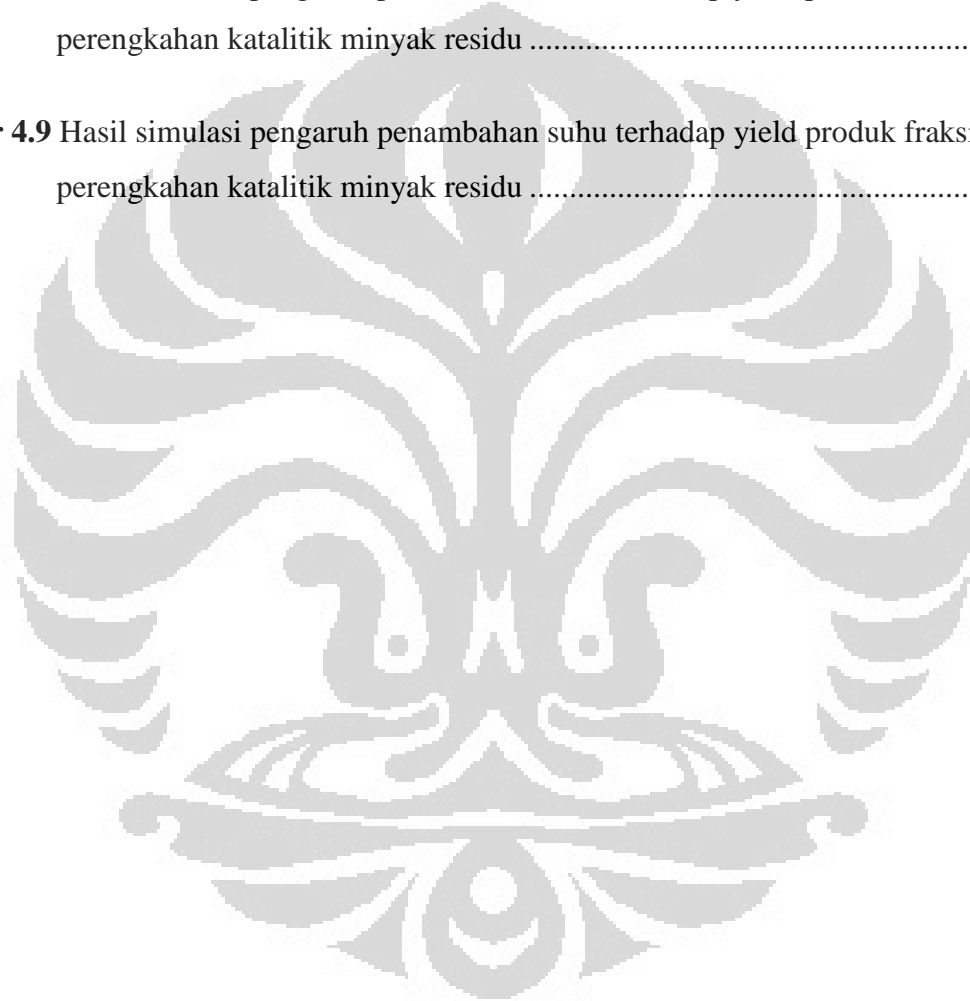 perengkahan katalitik minyak residu ........................................................
4.9 Hasil simulasi pengaruh penambahan suhu terhadap yield produk fraksi
perengkahan katalitik minyak residu ........................................................